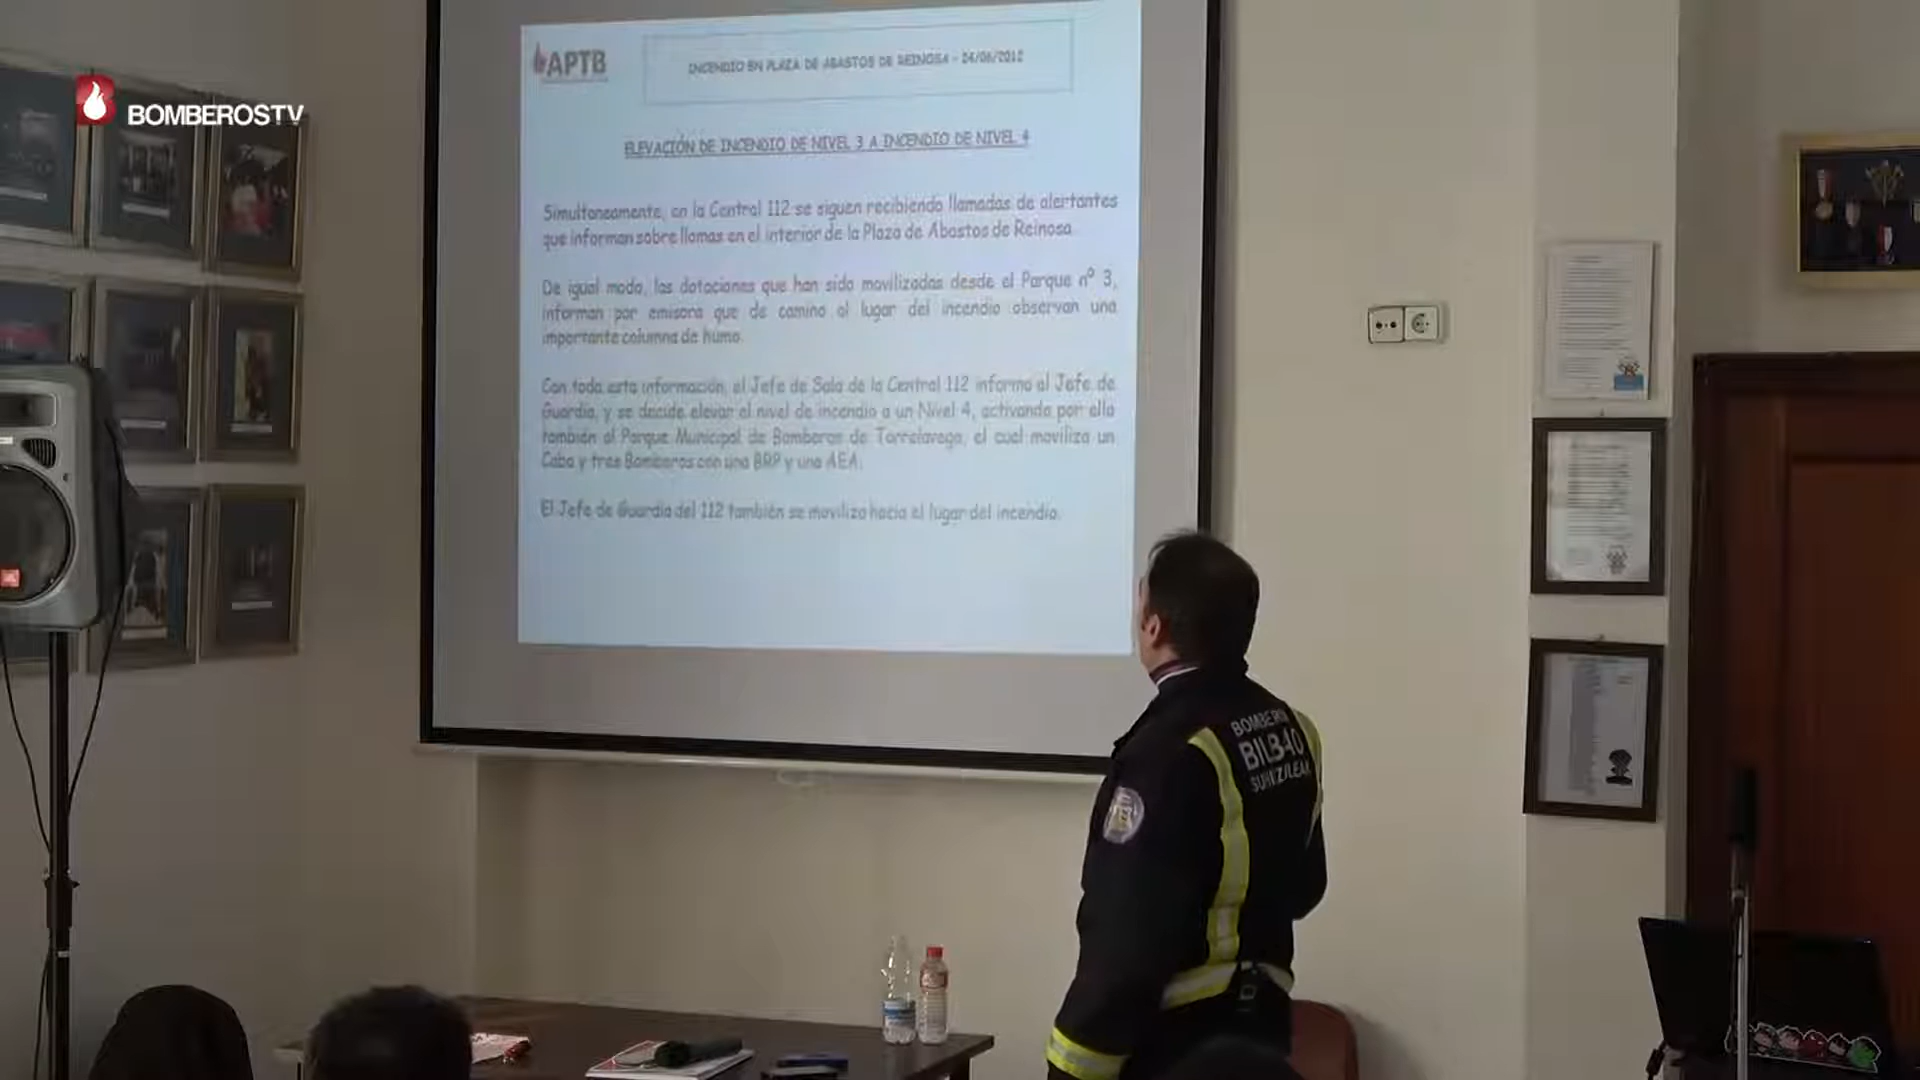 BOMBEROSTV
APTB
INCENDIO EN PLAZA DE ABASTOS DE REINOSA - 24/06/2012
ELEVACIÓN DE INCENDIO DE NIVEL 3 A INCENDIO DE NIVEL 4
Simultaneamente, en la Central 112 se siguen recibiendo llamadas de alertantes
que informan sobre llamas en el interior de la Plaza de Abastos de Reinosa.
De igual modo, las dotaciones que han sido movilizadas desde el Parque nº 3,
informan por emisora que de camino al lugar del incendio observan una
importante columna de humo.
Con toda esta información, el Jefe de Sala de la Central 112 informa al Jefe de
Guardia, y se decide elevar el nivel de incendio a un Nivel 4, activando por ello
también al Parque Municipal de Bomberos de Torrelavega, el cual moviliza un
Cabo y tres Bomberos con una BRP y una AEA.
El Jefe de Guardia del 112 también se moviliza hacia el lugar del incendio.
BOMBEROS
BILBAO
SUHILTZAILEAK